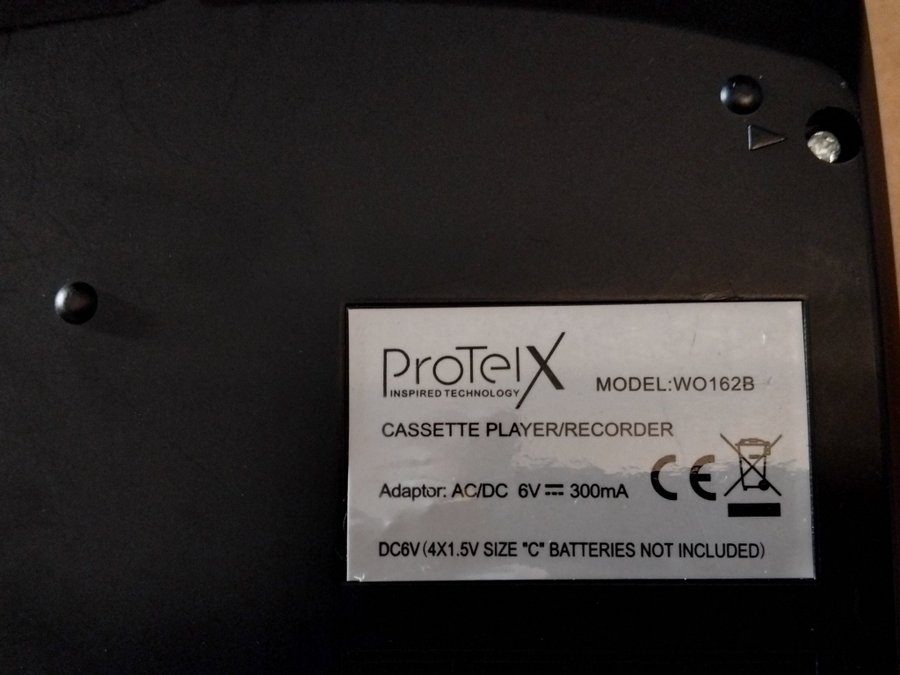 ProTelX
INSPIRED TECHNOLOGY
MODEL:WO162B
CASSETTE PLAYER/RECORDER
Adaptor: AC/DC 6V⎓300mA
CE
DC6V(4X1.5V SIZE "C" BATTERIES NOT INCLUDED)